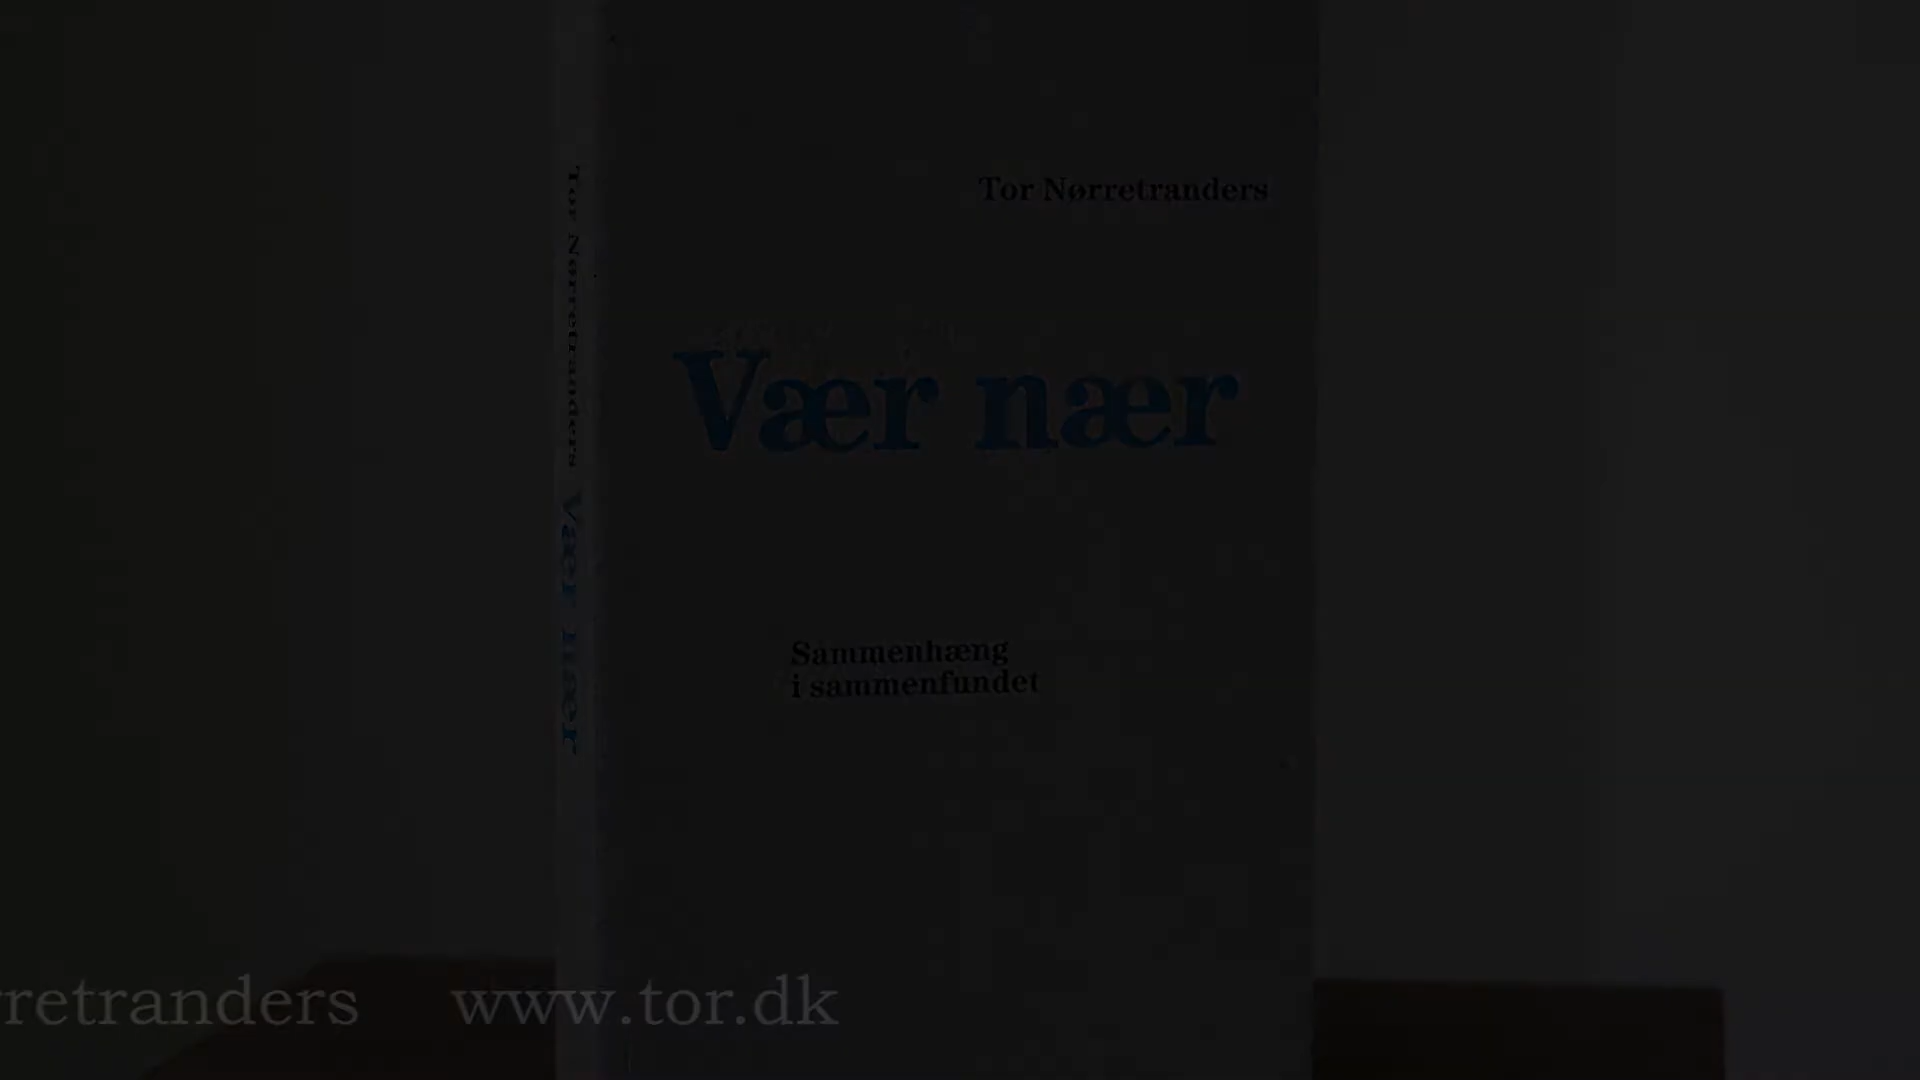 Tor Nørretranders
Vær nær
Sammenhæng
i sammenfundet
Tor Nørretranders Vær nær
rretranders www.tor.dk